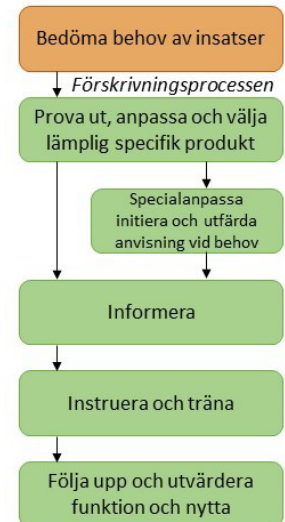 Bedöma behov av insatser
Förskrivningsprocessen
Prova ut, anpassa och välja
lämplig specifik produkt
Specialanpassa
initiera och utfärda
anvisning vid behov
Informera
Instruera och träna
Följa upp och utvärdera
funktion och nytta